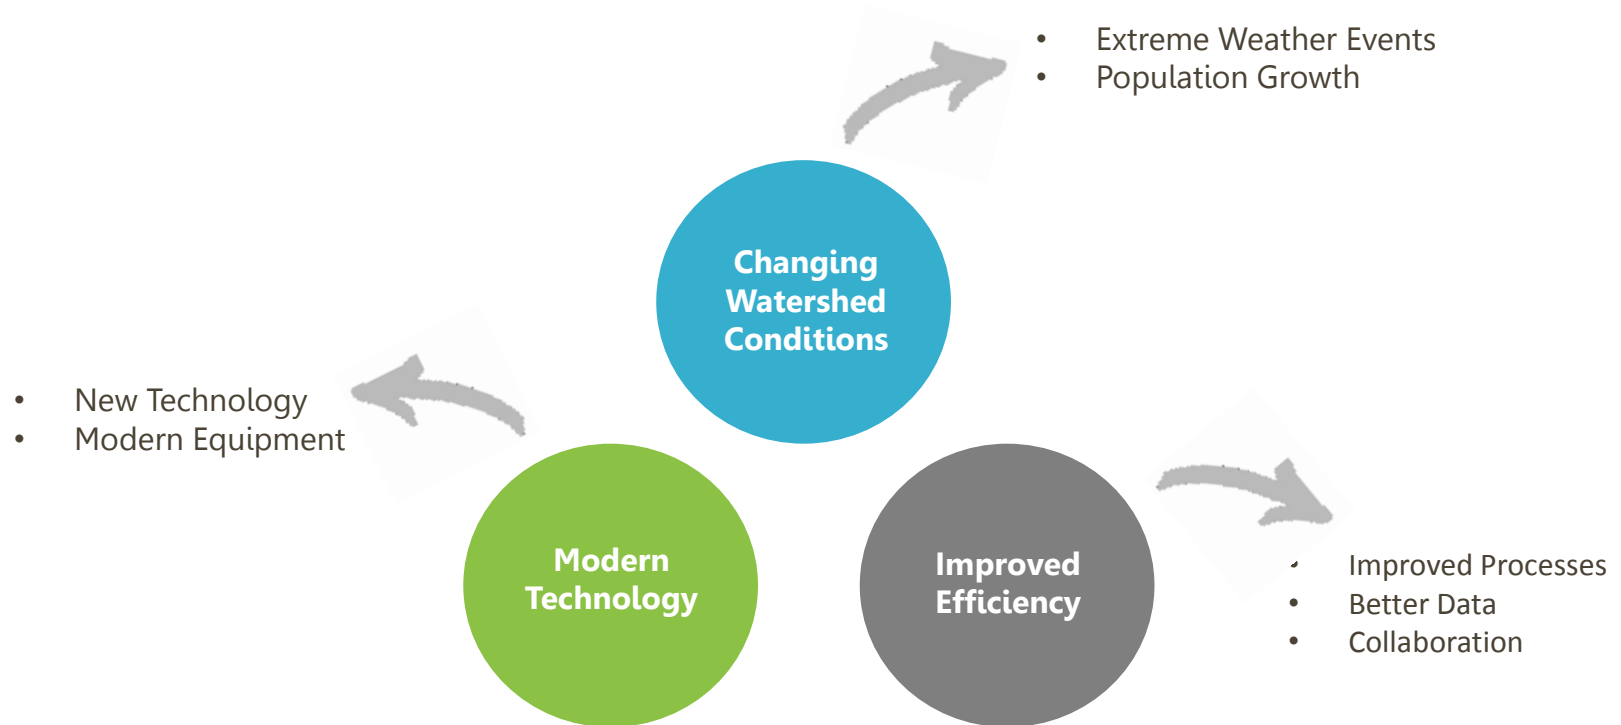 • Extreme Weather Events
• Population Growth
Changing
Watershed
Conditions
• New Technology
• Modern Equipment
Modern
Technology
Improved
Efficiency
• Improved Processes
• Better Data
• Collaboration